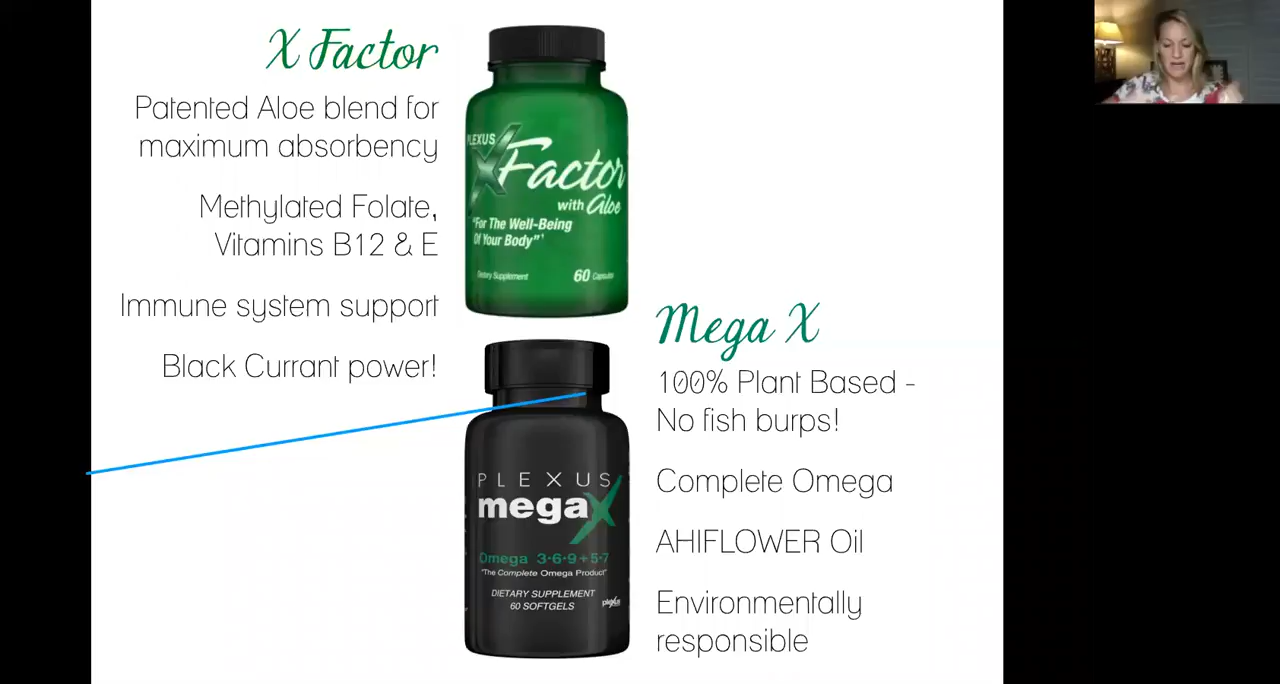 X Factor
Patented Aloe blend for
maximum absorbency
Methylated Folate,
Vitamins B12 & E
Immune system support
Black Currant power!
PLEXUS
XFactor
with Aloe
"For The Well-Being
Of Your Body"¹
Dietary Supplement
60 Capsules
Mega X
100% Plant Based -
No fish burps!
Complete Omega
AHIFLOWER Oil
Environmentally
responsible
PLEXUS
megaX
Omega 3·6·9+5·7
"The Complete Omega Product"
DIETARY SUPPLEMENT
60 SOFTGELS
plexus